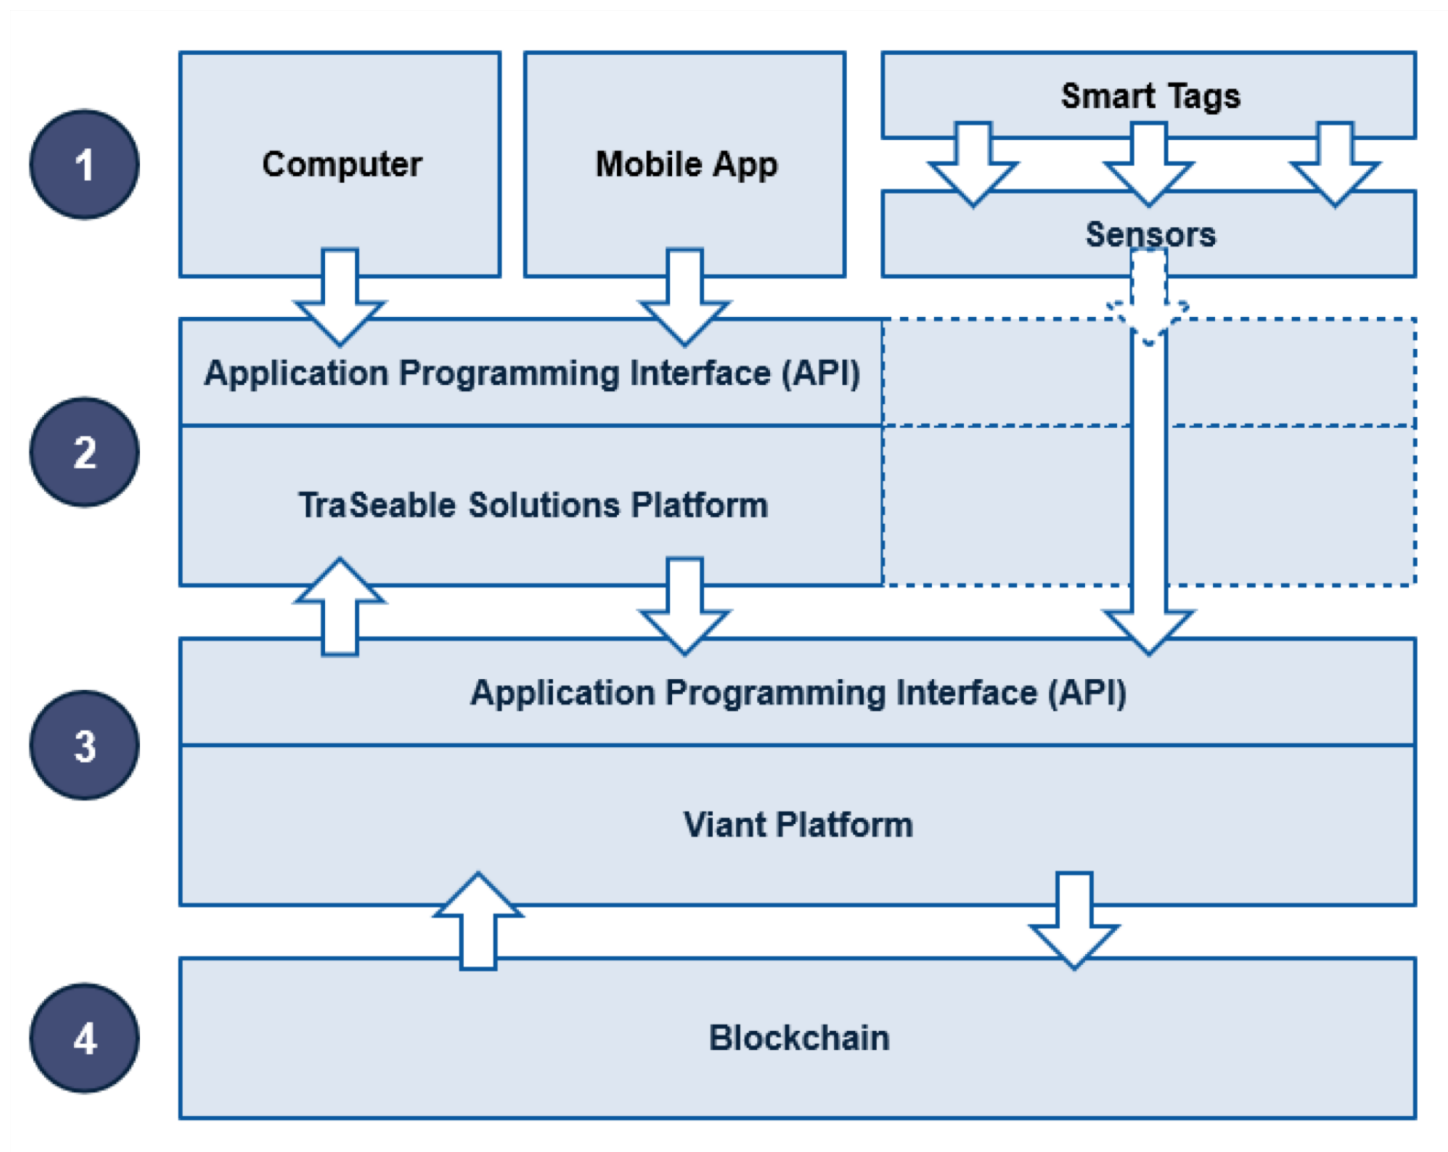 1
Computer
Mobile App
Smart Tags
Sensors
2
Application Programming Interface (API)
TraSeable Solutions Platform
3
Application Programming Interface (API)
Viant Platform
4
Blockchain